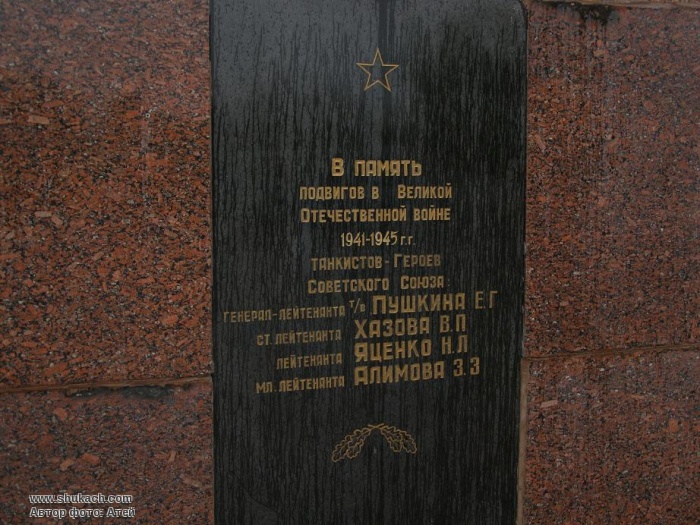 В ПАМЯТЬ
ПОДВИГОВ В ВЕЛИКОЙ
ОТЕЧЕСТВЕННОЙ ВОЙНЕ
1941-1945 г.г.
ТАНКИСТОВ-ГЕРОЕВ
СОВЕТСКОГО СОЮЗА
ГЕНЕРАЛ-ЛЕЙТЕНАНТА Т/В ПУШКИНА Е.Г
СТ. ЛЕЙТЕНАНТА ХАЗОВА В.П
ЛЕЙТЕНАНТА ЯЦЕНКО Н.Л
МЛ. ЛЕЙТЕНАНТА АПИМОВА З.З
www.shukach.com
Автор фото: Атей